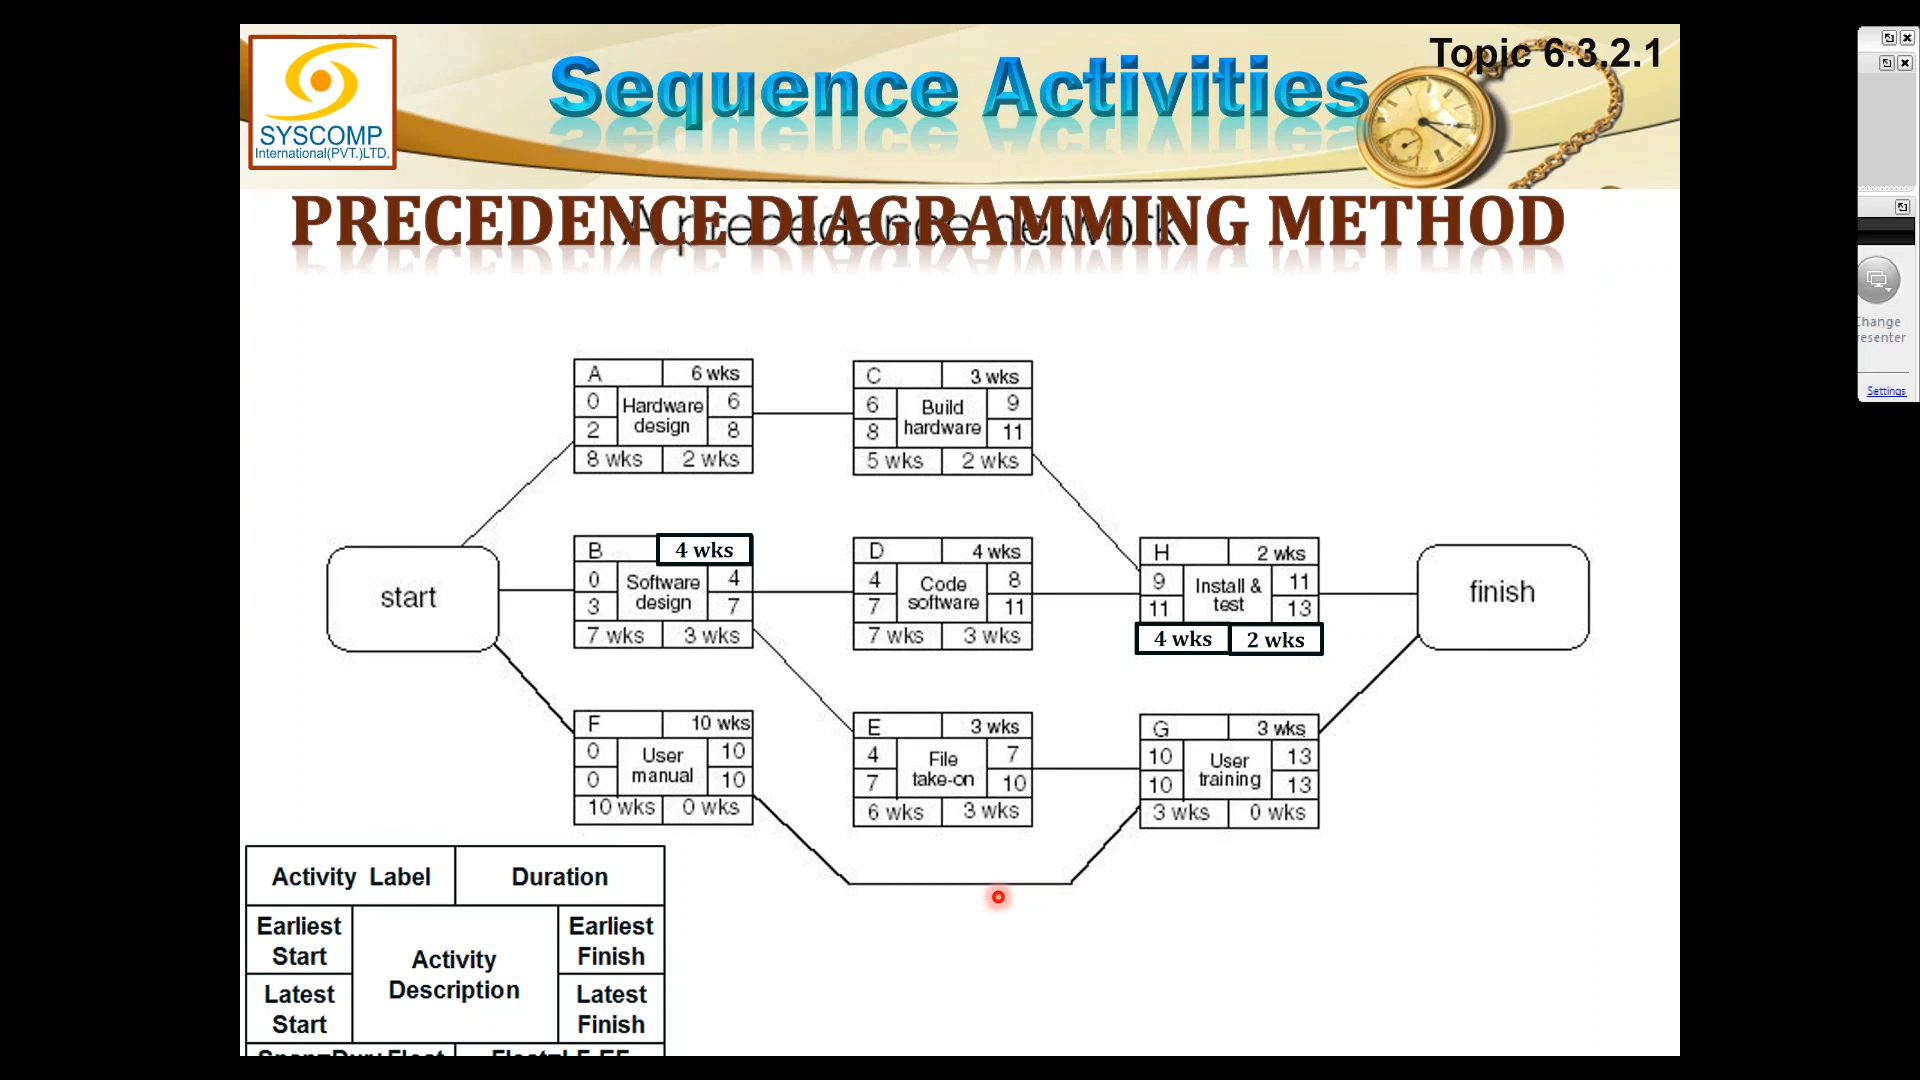 SYSCOMP
International(PVT.)LTD.
Sequence Activities
Topic 6.3.2.1
PRECEDENCE DIAGRAMMING METHOD
A precedence network
A 6 wks
0 Hardware design 6
2 8
8 wks 2 wks
C 3 wks
6 Build hardware 9
8 11
5 wks 2 wks
start
B 4 wks
0 Software design 4
3 7
7 wks 3 wks
D 4 wks
4 Code software 8
7 11
7 wks 3 wks
H 2 wks
9 Install & test 11
11 13
4 wks 2 wks
finish
F 10 wks
0 User manual 10
0 10
10 wks 0 wks
E 3 wks
4 File take-on 7
7 10
6 wks 3 wks
G 3 wks
10 User training 13
10 13
3 wks 0 wks
Activity Label Duration
Earliest Start
Activity Description
Earliest Finish
Latest Start
Latest Finish
Change
resenter
Settings